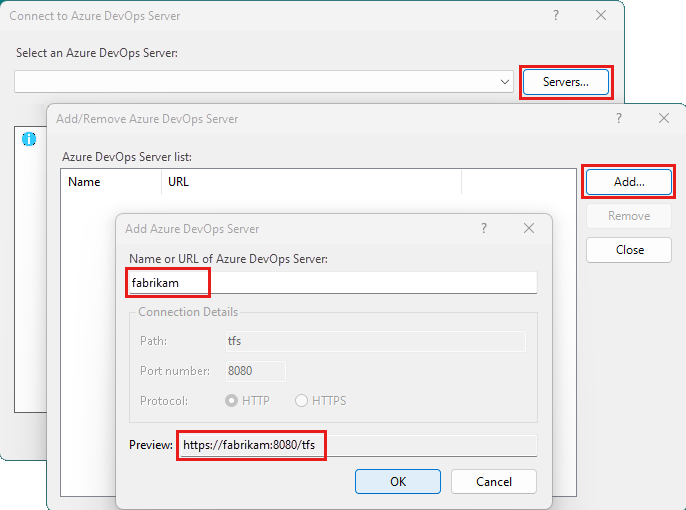 Connect to Azure DevOps Server
Select an Azure DevOps Server:
Servers...
Add/Remove Azure DevOps Server
Azure DevOps Server list:
Name URL
Add...
Remove
Close
Add Azure DevOps Server
Name or URL of Azure DevOps Server:
fabrikam
Connection Details
Path: tfs
Port number: 8080
Protocol: HTTP HTTPS
Preview: https://fabrikam:8080/tfs
OK Cancel